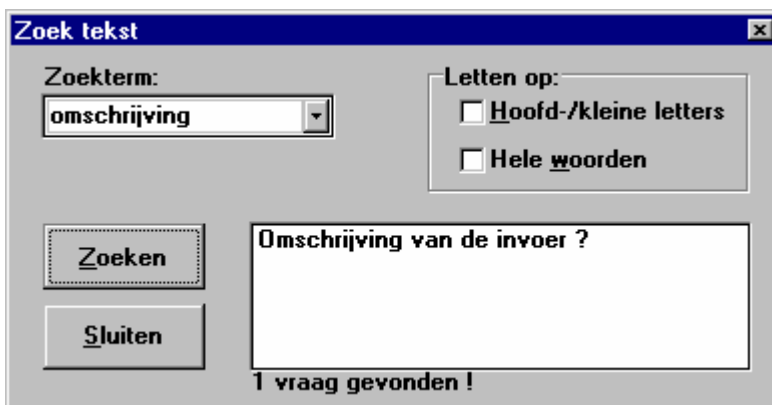 Zoek tekst
Zoekterm:
omschrijving
Letten op:
Hoofd-/kleine letters
Hele woorden
Zoeken
Sluiten
Omschrijving van de invoer ?
1 vraag gevonden !